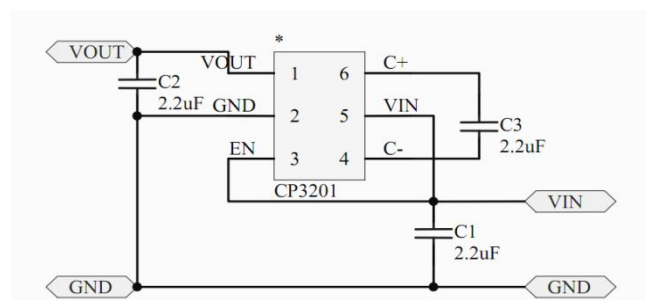 *
VOUT
VOUT
1
6
C+
C2
2.2uF
GND
2
5
VIN
C3
2.2uF
EN
3
4
C-
CP3201
VIN
C1
2.2uF
GND
GND